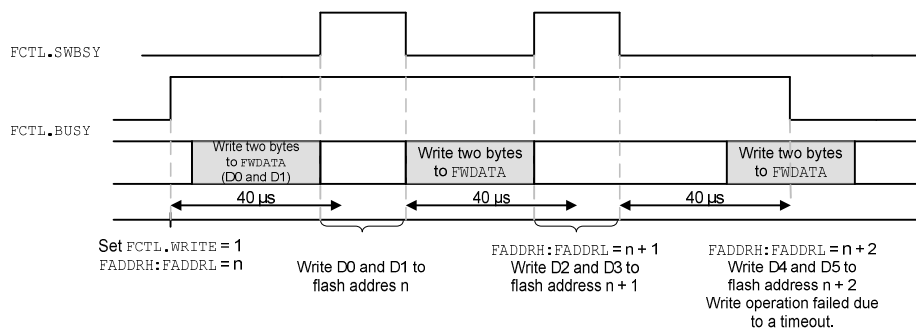 FCTL.SWBSY
FCTL.BUSY
Write two bytes
to FWDATA
(D0 and D1)
Write two bytes
to FWDATA
Write two bytes
to FWDATA
40 µs
40 µs
40 µs
Set FCTL.WRITE = 1
FADDRH:FADDRL = n
Write D0 and D1 to
flash addres n
FADDRH:FADDRL = n + 1
Write D2 and D3 to
flash address n + 1
FADDRH:FADDRL = n + 2
Write D4 and D5 to
flash address n + 2
Write operation failed due
to a timeout.